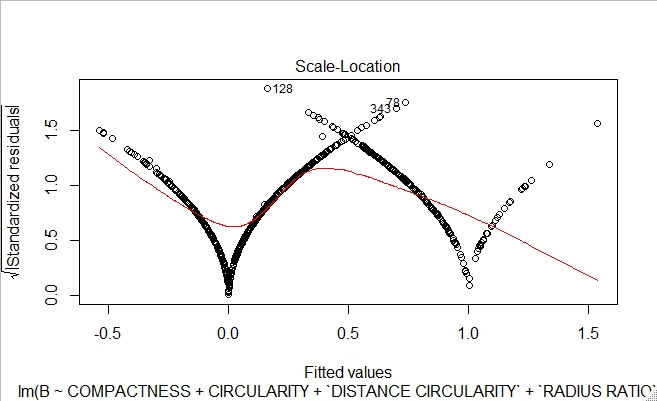 Scale-Location
√|Standardized residuals|
0.0 0.5 1.0 1.5
128
78
343
-0.5 0.0 0.5 1.0 1.5
Fitted values
lm(B ~ COMPACTNESS + CIRCULARITY + `DISTANCE CIRCULARITY` + `RADIUS RATIO`